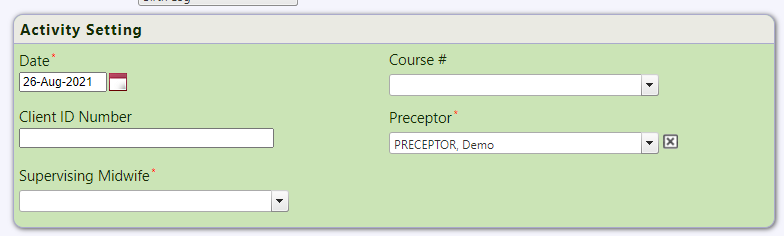 Activity Setting
Date*
26-Aug-2021
Course #
Client ID Number
Preceptor*
PRECEPTOR, Demo
Supervising Midwife*